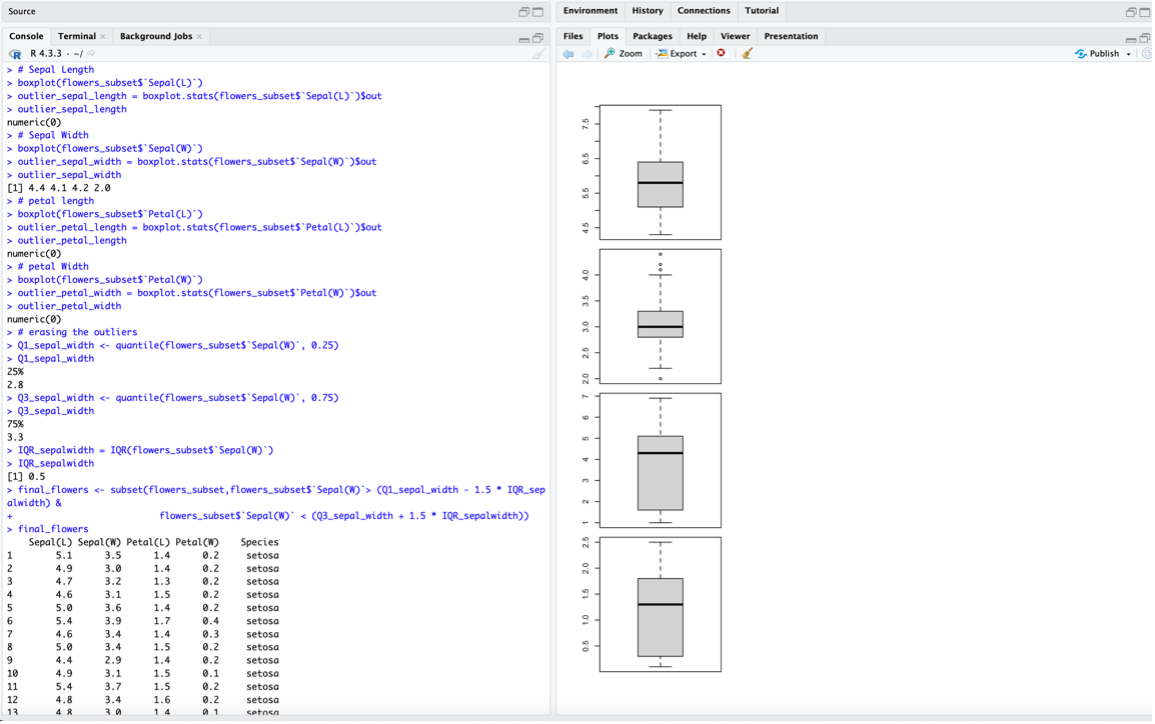 Source
Console Terminal × Background Jobs ×
R 4.3.3 · ~/
> # Sepal Length
> boxplot(flowers_subset$`Sepal(L)`)
> outlier_sepal_length = boxplot.stats(flowers_subset$`Sepal(L)`)$out
> outlier_sepal_length
numeric(0)
> # Sepal Width
> boxplot(flowers_subset$`Sepal(W)`)
> outlier_sepal_width = boxplot.stats(flowers_subset$`Sepal(W)`)$out
> outlier_sepal_width
[1] 4.4 4.1 4.2 2.0
> # petal length
> boxplot(flowers_subset$`Petal(L)`)
> outlier_petal_length = boxplot.stats(flowers_subset$`Petal(L)`)$out
> outlier_petal_length
numeric(0)
> # petal Width
> boxplot(flowers_subset$`Petal(W)`)
> outlier_petal_width = boxplot.stats(flowers_subset$`Petal(W)`)$out
> outlier_petal_width
numeric(0)
> # erasing the outliers
> Q1_sepal_width <- quantile(flowers_subset$`Sepal(W)`, 0.25)
> Q1_sepal_width
25%
2.8
> Q3_sepal_width <- quantile(flowers_subset$`Sepal(W)`, 0.75)
> Q3_sepal_width
75%
3.3
> IQR_sepalwidth = IQR(flowers_subset$`Sepal(W)`)
> IQR_sepalwidth
[1] 0.5
> final_flowers <- subset(flowers_subset,flowers_subset$`Sepal(W)`> (Q1_sepal_width - 1.5 * IQR_sep
alwidth) &
+ flowers_subset$`Sepal(W)` < (Q3_sepal_width + 1.5 * IQR_sepalwidth))
> final_flowers
Sepal(L) Sepal(W) Petal(L) Petal(W) Species
1 5.1 3.5 1.4 0.2 setosa
2 4.9 3.0 1.4 0.2 setosa
3 4.7 3.2 1.3 0.2 setosa
4 4.6 3.1 1.5 0.2 setosa
5 5.0 3.6 1.4 0.2 setosa
6 5.4 3.9 1.7 0.4 setosa
7 4.6 3.4 1.4 0.3 setosa
8 5.0 3.4 1.5 0.2 setosa
9 4.4 2.9 1.4 0.2 setosa
10 4.9 3.1 1.5 0.1 setosa
11 5.4 3.7 1.5 0.2 setosa
12 4.8 3.4 1.6 0.2 setosa
13 4.8 3.0 1.4 0.1 setosa
Environment History Connections Tutorial
Files Plots Packages Help Viewer Presentation
Zoom Export Publish
7.5
6.5
5.5
4.5
4.0
3.5
3.0
2.5
2.0
7
6
5
4
3
2
1
2.5
2.0
1.5
1.0
0.5